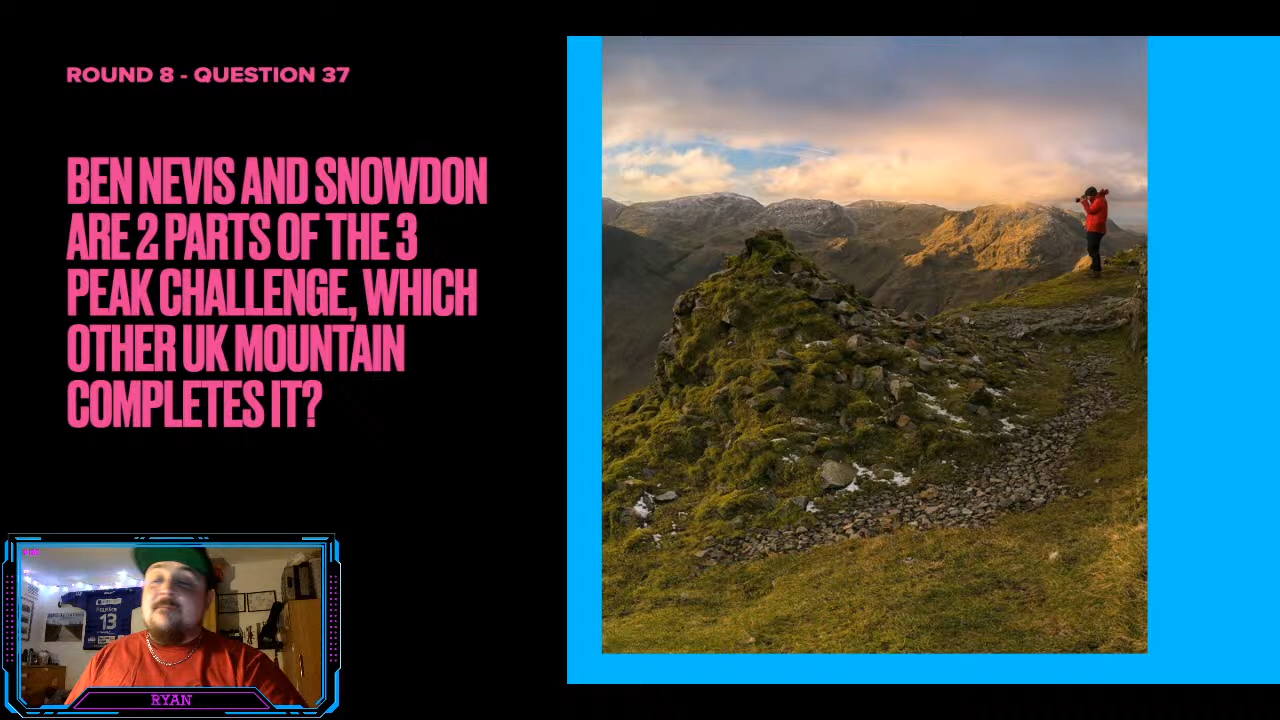 ROUND 8 - QUESTION 37
BEN NEVIS AND SNOWDON
ARE 2 PARTS OF THE 3
PEAK CHALLENGE, WHICH
OTHER UK MOUNTAIN
COMPLETES IT?
13
RYAN